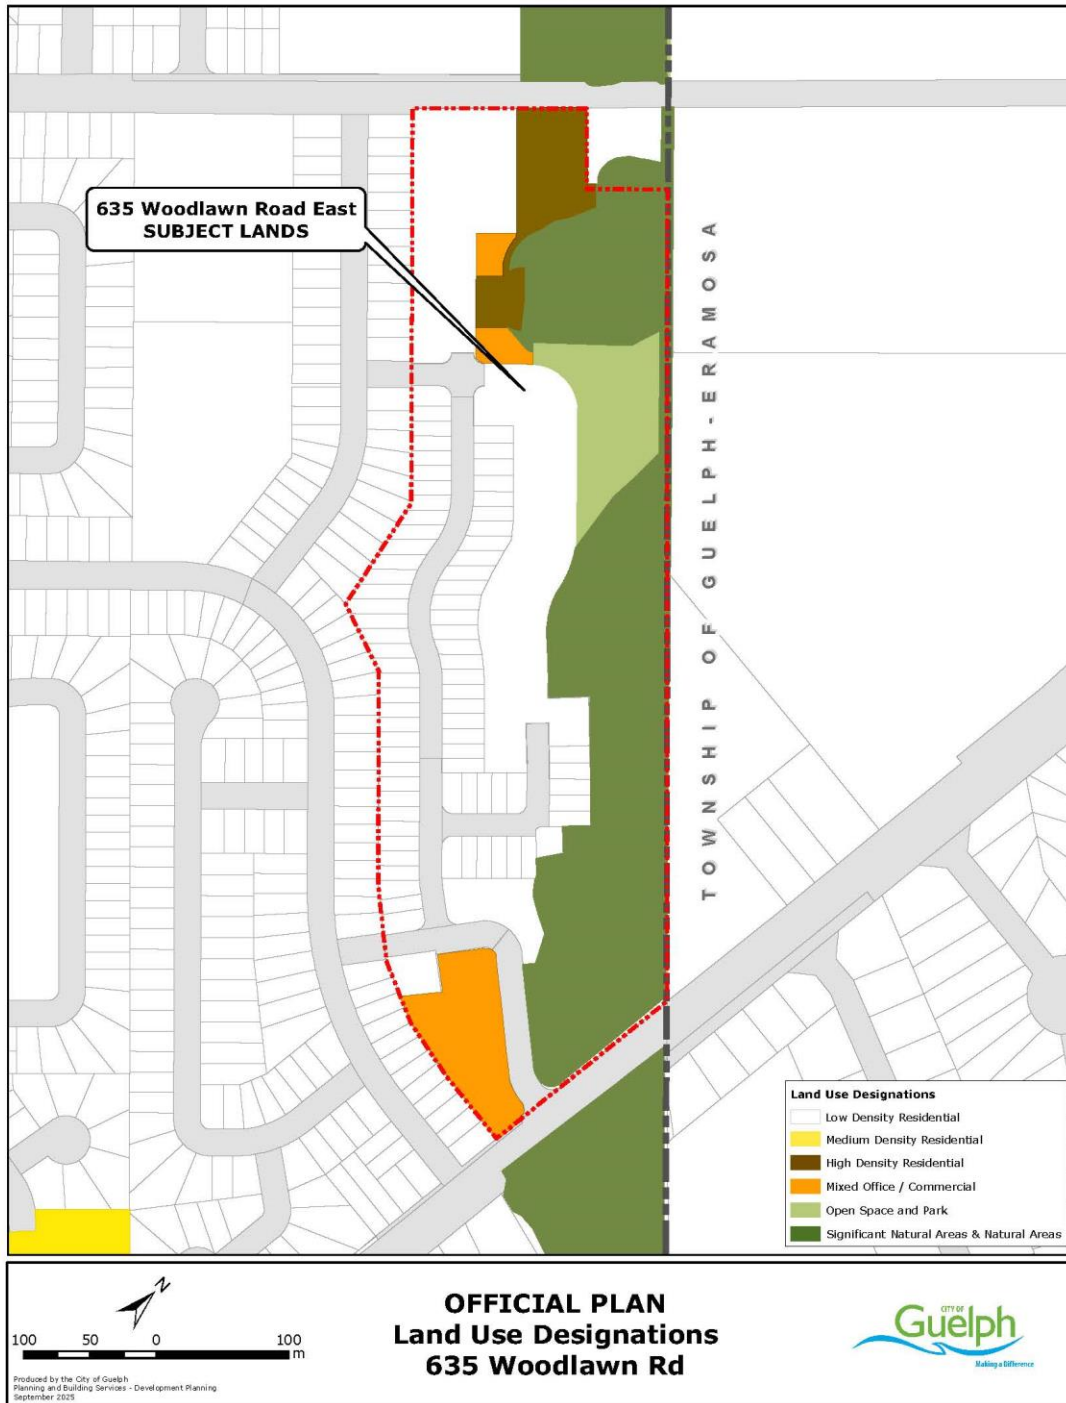 635 Woodlawn Road East
SUBJECT LANDS
TOWNSHIP OF GUELPH-ERAMOSA
Land Use Designations
Low Density Residential
Medium Density Residential
High Density Residential
Mixed Office / Commercial
Open Space and Park
Significant Natural Areas & Natural Areas
N
100 50 0 100
m
Produced by the City of Guelph
Planning and Building Services - Development Planning
September 2025
OFFICIAL PLAN
Land Use Designations
635 Woodlawn Rd
CITY OF
Guelph
Making a Difference